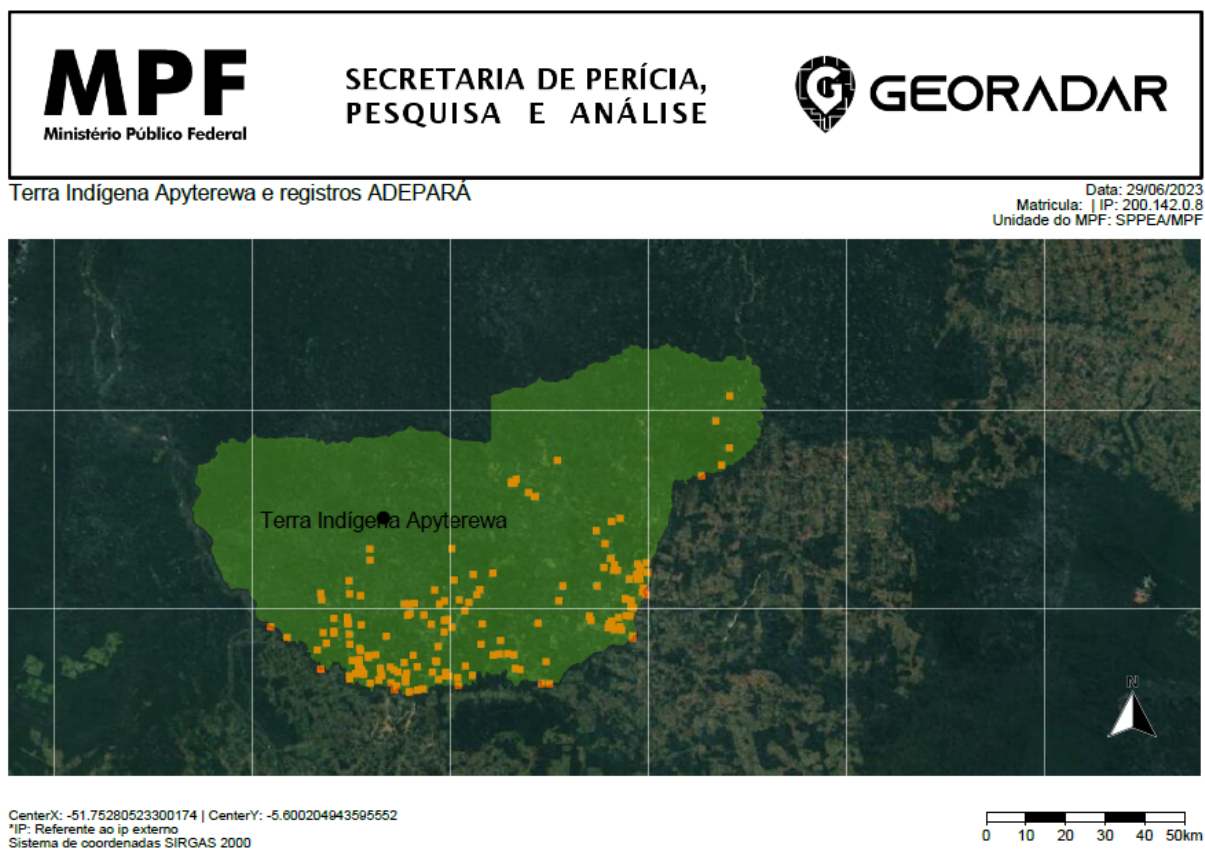 MPF
Ministério Público Federal
SECRETARIA DE PERÍCIA,
PESQUISA E ANÁLISE
G GEORADAR
Terra Indígena Apyterewa e registros ADEPARÁ
Data: 29/06/2023
Matricula: | IP: 200.142.0.8
Unidade do MPF: SPPEA/MPF
Terra Indígena Apyterewa
N
CenterX: -51.75280523300174 | CenterY: -5.600204943595552
*IP: Referente ao ip externo
Sistema de coordenadas SIRGAS 2000
0 10 20 30 40 50km